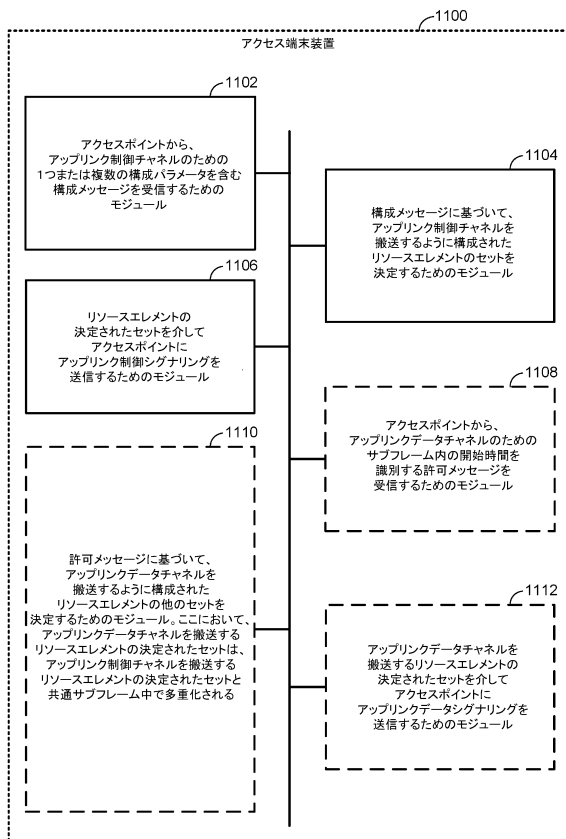 1100
アクセス端末装置
1102
アクセスポイントから、
アップリンク制御チャネルのための
1つまたは複数の構成パラメータを含む
構成メッセージを受信するための
モジュール
1104
構成メッセージに基づいて、
アップリンク制御チャネルを
搬送するように構成された
リソースエレメントのセットを
決定するためのモジュール
1106
リソースエレメントの
決定されたセットを介して
アクセスポイントに
アップリンク制御シグナリングを
送信するためのモジュール
1108
アクセスポイントから、
アップリンクデータチャネルのための
サブフレーム内の開始時間を
識別する許可メッセージを
受信するためのモジュール
1110
許可メッセージに基づいて、
アップリンクデータチャネルを
搬送するように構成された
リソースエレメントの他のセットを
決定するためのモジュール。ここにおいて、
アップリンクデータチャネルを搬送する
リソースエレメントの決定されたセットは、
アップリンク制御チャネルを搬送する
リソースエレメントの決定されたセットと
共通サブフレーム中で多重化される
1112
アップリンクデータチャネルを
搬送するリソースエレメントの
決定されたセットを介して
アクセスポイントに
アップリンクデータシグナリングを
送信するためのモジュール